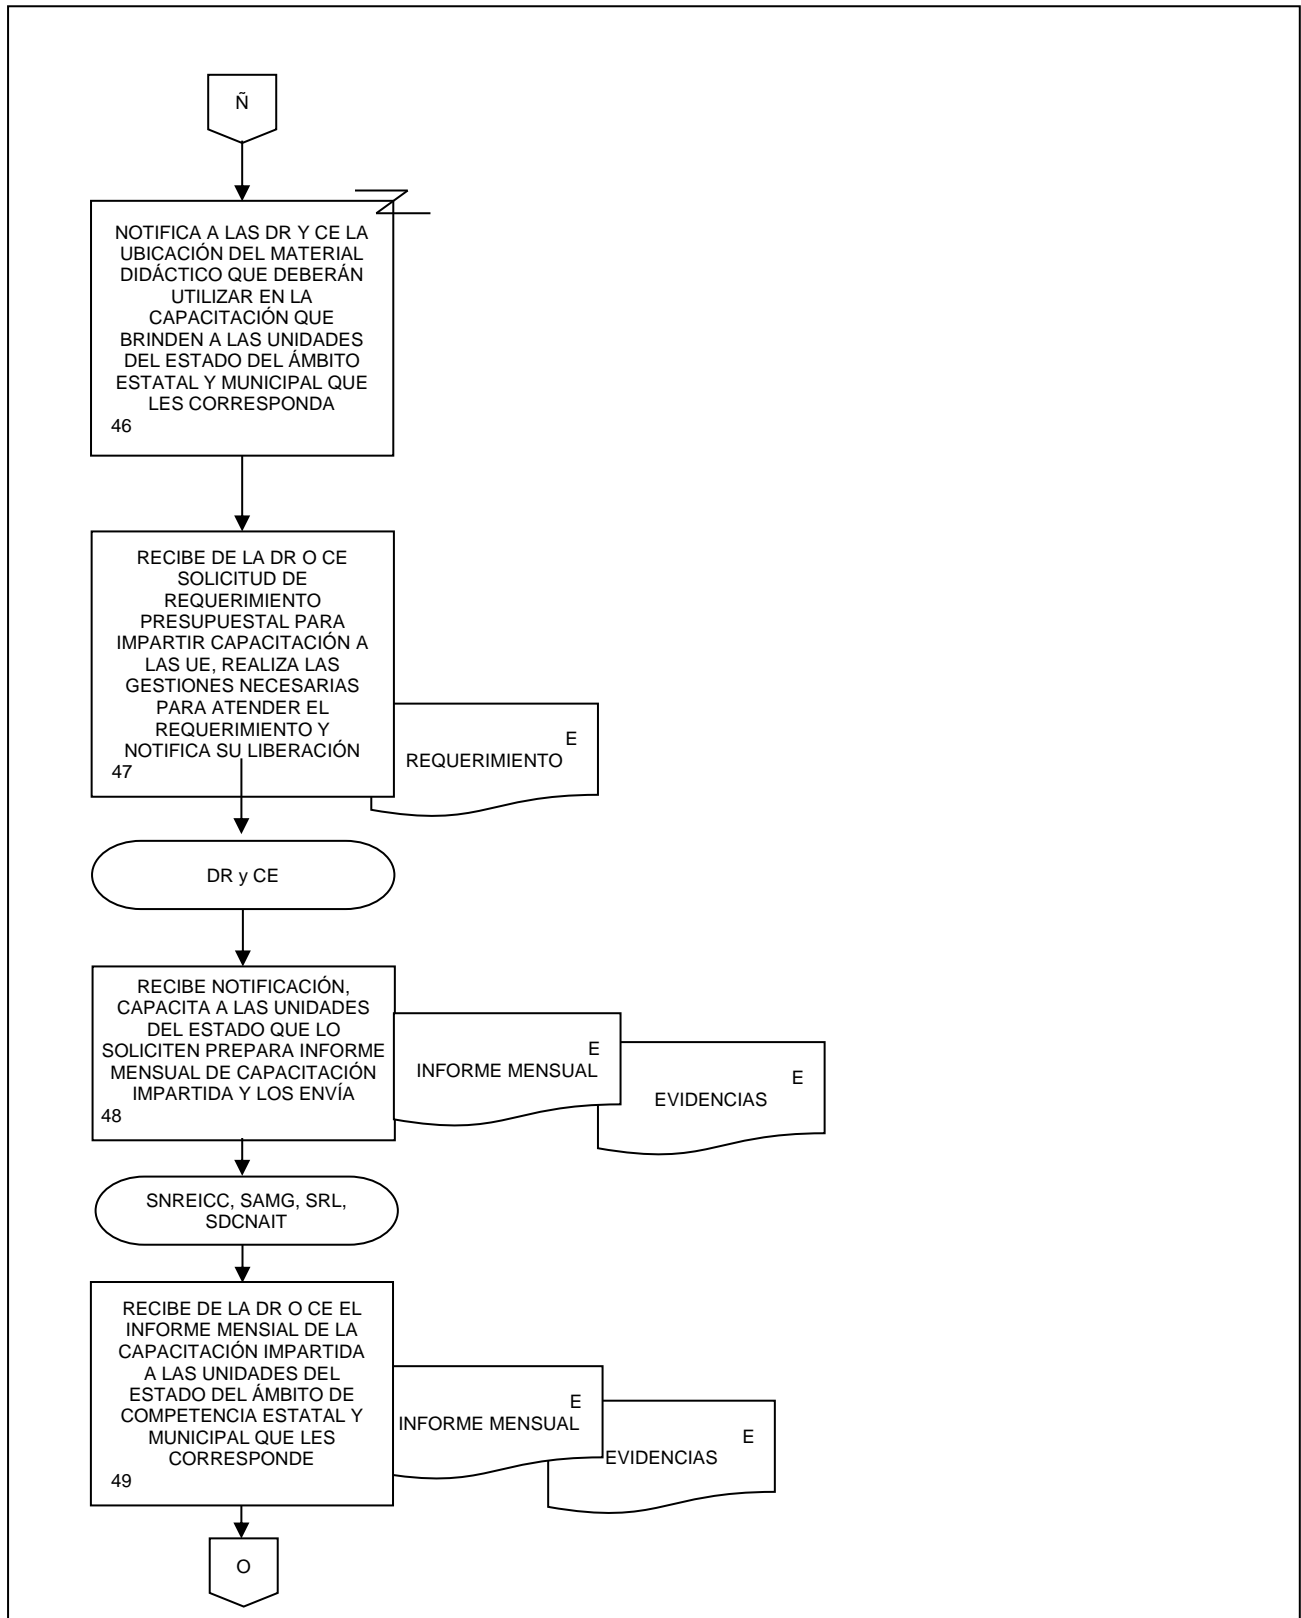 Ñ
NOTIFICA A LAS DR Y CE LA
UBICACIÓN DEL MATERIAL
DIDÁCTICO QUE DEBERÁN
UTILIZAR EN LA
CAPACITACIÓN QUE
BRINDEN A LAS UNIDADES
DEL ESTADO DEL ÁMBITO
ESTATAL Y MUNICIPAL QUE
LES CORRESPONDA
46
RECIBE DE LA DR O CE
SOLICITUD DE
REQUERIMIENTO
PRESUPUESTAL PARA
IMPARTIR CAPACITACIÓN A
LAS UE, REALIZA LAS
GESTIONES NECESARIAS
PARA ATENDER EL
REQUERIMIENTO Y
NOTIFICA SU LIBERACIÓN
47
E
REQUERIMIENTO
DR y CE
RECIBE NOTIFICACIÓN,
CAPACITA A LAS UNIDADES
DEL ESTADO QUE LO
SOLICITEN PREPARA INFORME
MENSUAL DE CAPACITACIÓN
IMPARTIDA Y LOS ENVÍA
48
E
INFORME MENSUAL
E
EVIDENCIAS
SNREICC, SAMG, SRL,
SDCNAIT
RECIBE DE LA DR O CE EL
INFORME MENSIAL DE LA
CAPACITACIÓN IMPARTIDA
A LAS UNIDADES DEL
ESTADO DEL ÁMBITO DE
COMPETENCIA ESTATAL Y
MUNICIPAL QUE LES
CORRESPONDE
49
E
INFORME MENSUAL
E
EVIDENCIAS
O